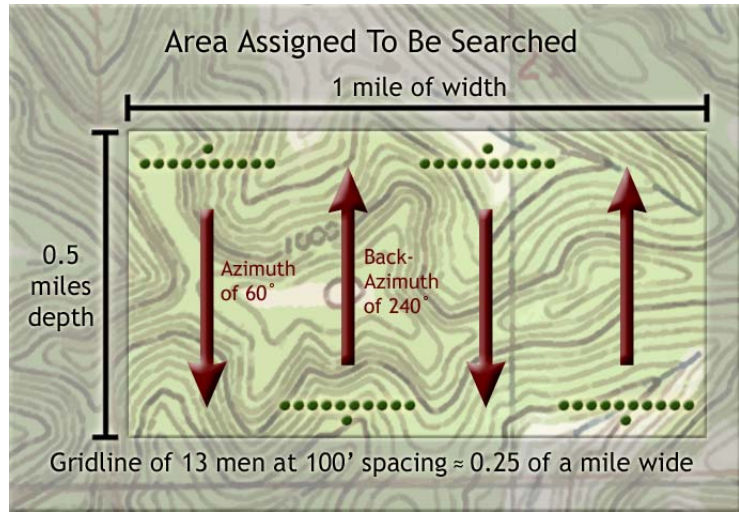 Area Assigned To Be Searched
1 mile of width
0.5
miles
depth
1000
Azimuth
of 60°
Back-
Azimuth
of 240°
Gridline of 13 men at 100' spacing ≈ 0.25 of a mile wide